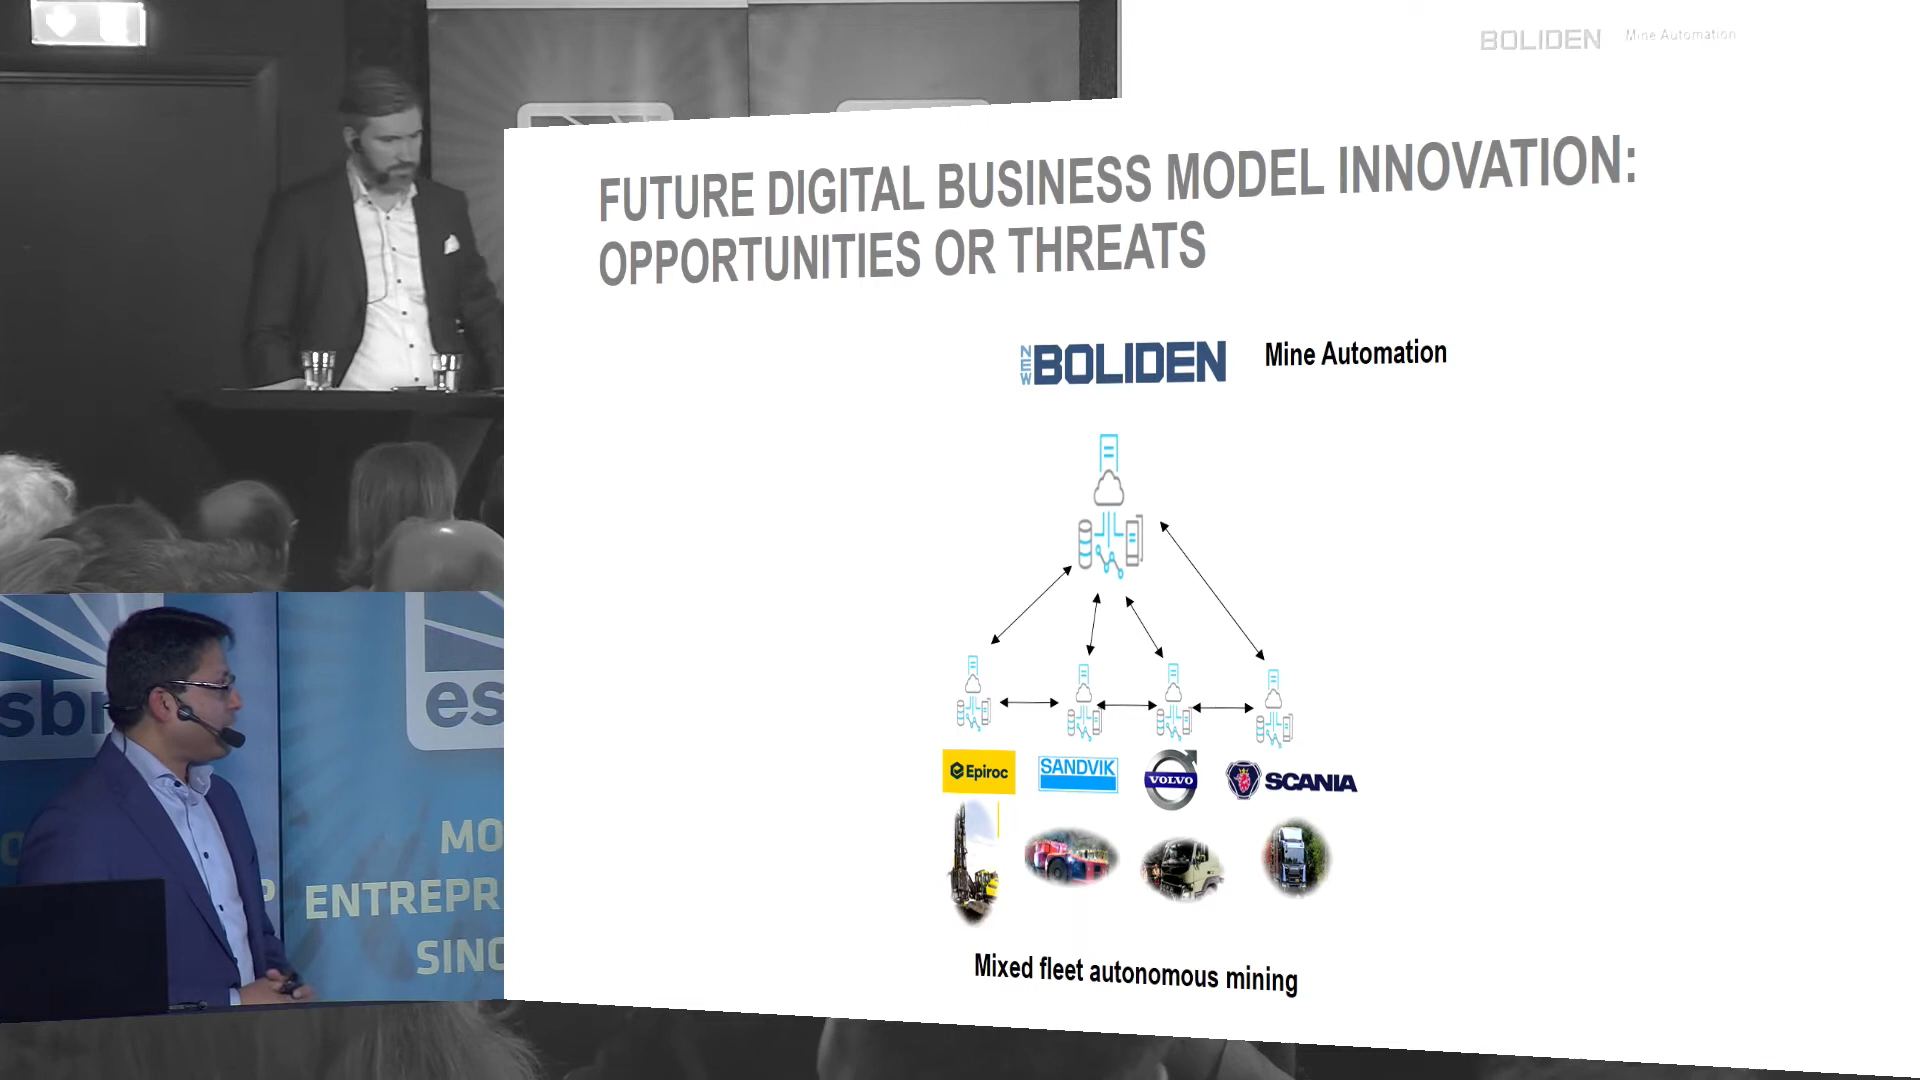 BOLIDEN Mine Automation
FUTURE DIGITAL BUSINESS MODEL INNOVATION:
OPPORTUNITIES OR THREATS
NEW BOLIDEN Mine Automation
Epiroc SANDVIK VOLVO SCANIA
Mixed fleet autonomous mining
sbr
es
MO
P ENTREPR
SINC